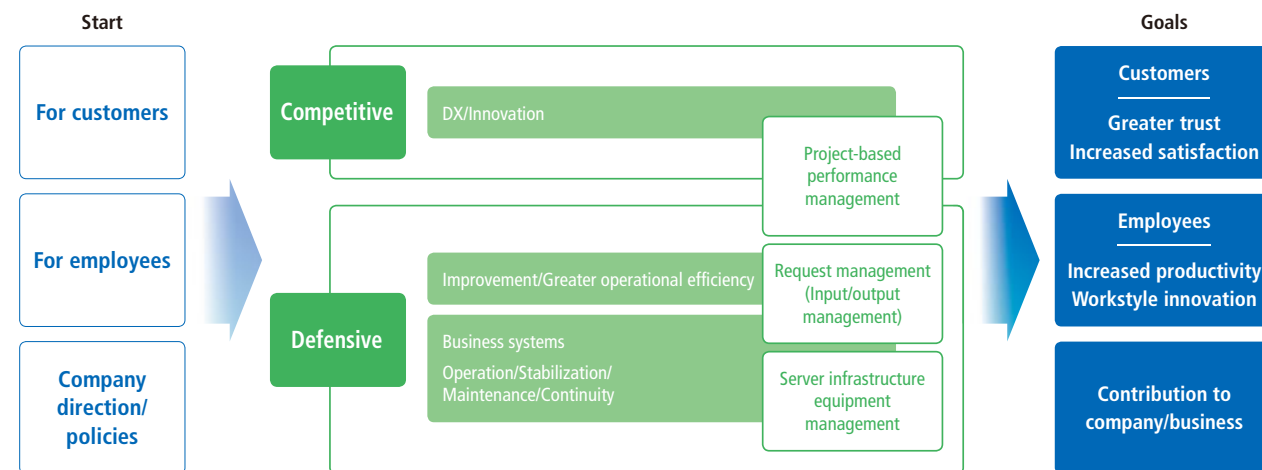 Start
For customers
For employees
Company
direction/
policies
Competitive
DX/Innovation
Project-based
performance
management
Defensive
Improvement/Greater operational efficiency
Request management
(Input/output
management)
Business systems
Operation/Stabilization/
Maintenance/Continuity
Server infrastructure
equipment
management
Goals
Customers
Greater trust
Increased satisfaction
Employees
Increased productivity
Workstyle innovation
Contribution to
company/business